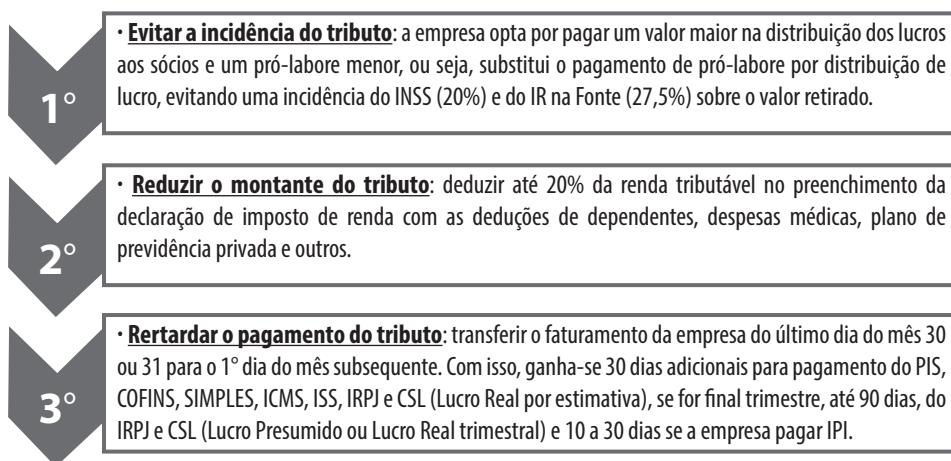 1°
· Evitar a incidência do tributo: a empresa opta por pagar um valor maior na distribuição dos lucros
aos sócios e um pró-labore menor, ou seja, substitui o pagamento de pró-labore por distribuição de
lucro, evitando uma incidência do INSS (20%) e do IR na Fonte (27,5%) sobre o valor retirado.
2°
· Reduzir o montante do tributo: deduzir até 20% da renda tributável no preenchimento da
declaração de imposto de renda com as deduções de dependentes, despesas médicas, plano de
previdência privada e outros.
3°
· Rertardar o pagamento do tributo: transferir o faturamento da empresa do último dia do mês 30
ou 31 para o 1° dia do mês subsequente. Com isso, ganha-se 30 dias adicionais para pagamento do PIS,
COFINS, SIMPLES, ICMS, ISS, IRPJ e CSL (Lucro Real por estimativa), se for final trimestre, até 90 dias, do
IRPJ e CSL (Lucro Presumido ou Lucro Real trimestral) e 10 a 30 dias se a empresa pagar IPI.